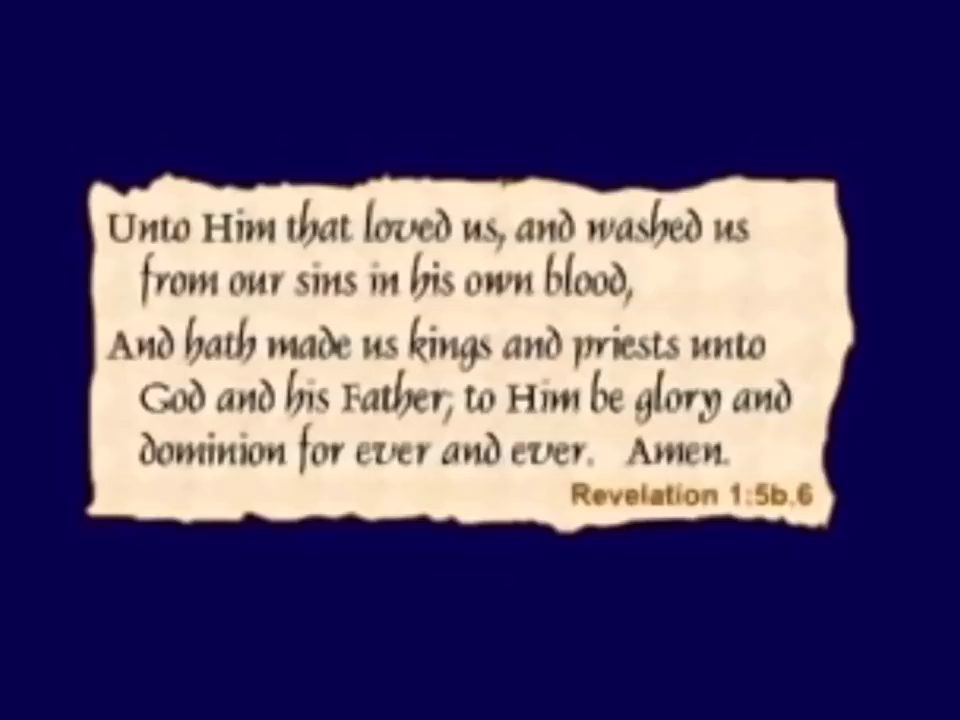 Unto Him that loved us, and washed us
from our sins in his own blood,
And hath made us kings and priests unto
God and his Father; to Him be glory and
dominion for ever and ever. Amen.
Revelation 1:5b,6